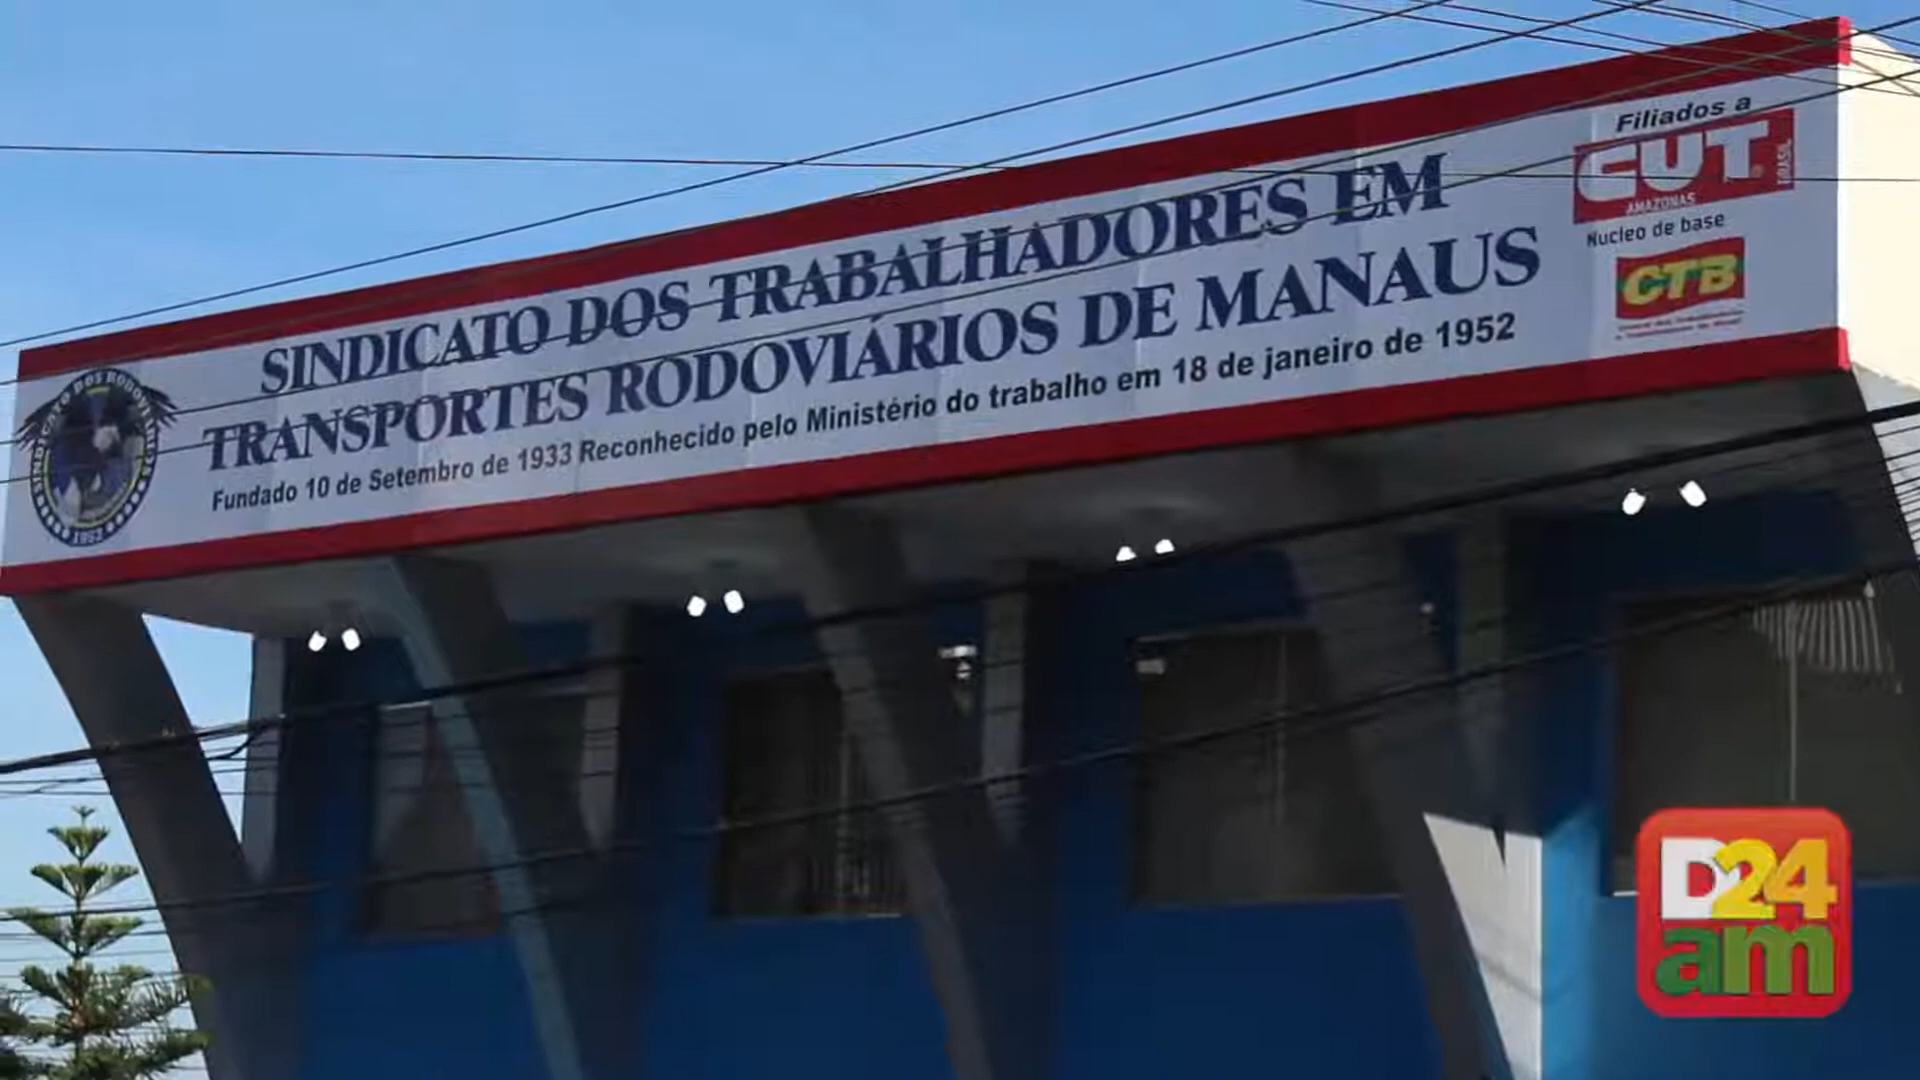 SINDICATO DOS TRABALHADORES EM
TRANSPORTES RODOVIÁRIOS DE MANAUS
Fundado 10 de Setembro de 1933 Reconhecido pelo Ministério do trabalho em 18 de janeiro de 1952
Filiados a
CUT BRASIL
AMAZONAS
Nucleo de base
CTB
SINDICATO DOS RODOVIÁRIOS
1952
D24
am